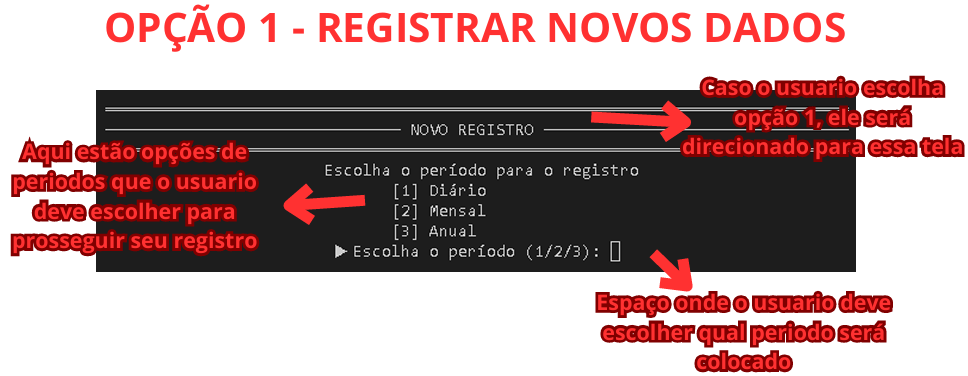 OPÇÃO 1 - REGISTRAR NOVOS DADOS
Caso o usuario escolha
opção 1, ele será
direcionado para essa tela
NOVO REGISTRO
Aqui estão opções de
periodos que o usuario
deve escolher para
prosseguir seu registro
Escolha o período para o registro
[1] Diário
[2] Mensal
[3] Anual
▶Escolha o período (1/2/3):
Espaço onde o usuario deve
escolher qual periodo será
colocado